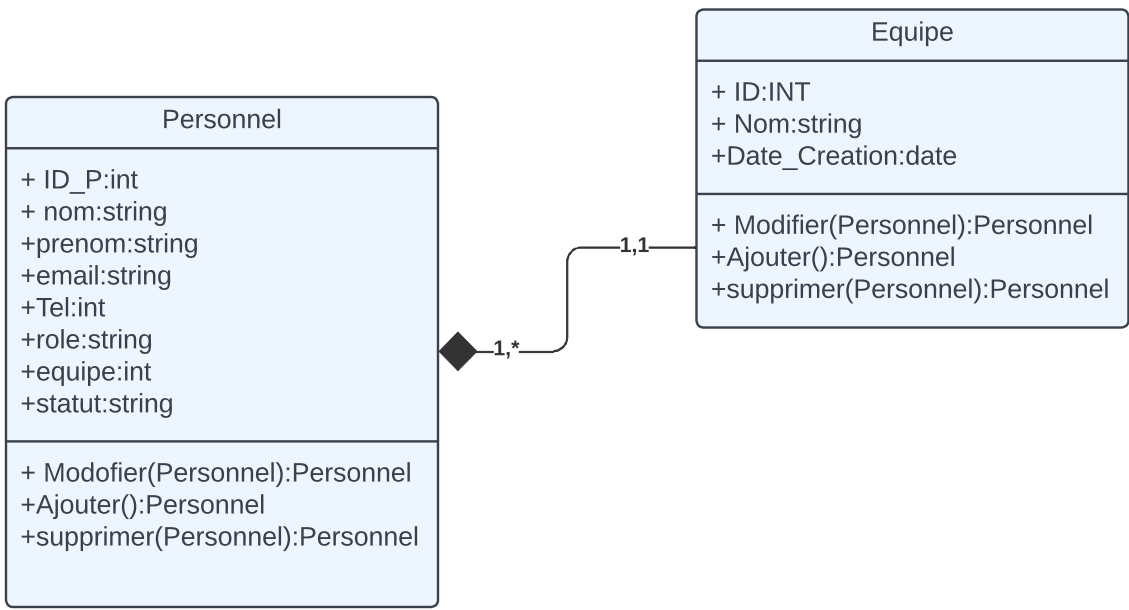 Personnel
+ ID_P:int
+ nom:string
+prenom:string
+email:string
+Tel:int
+role:string
+equipe:int
+statut:string
+ Modofier(Personnel):Personnel
+Ajouter():Personnel
+supprimer(Personnel):Personnel
1,*
1,1
Equipe
+ ID:INT
+ Nom:string
+Date_Creation:date
+ Modifier(Personnel):Personnel
+Ajouter():Personnel
+supprimer(Personnel):Personnel